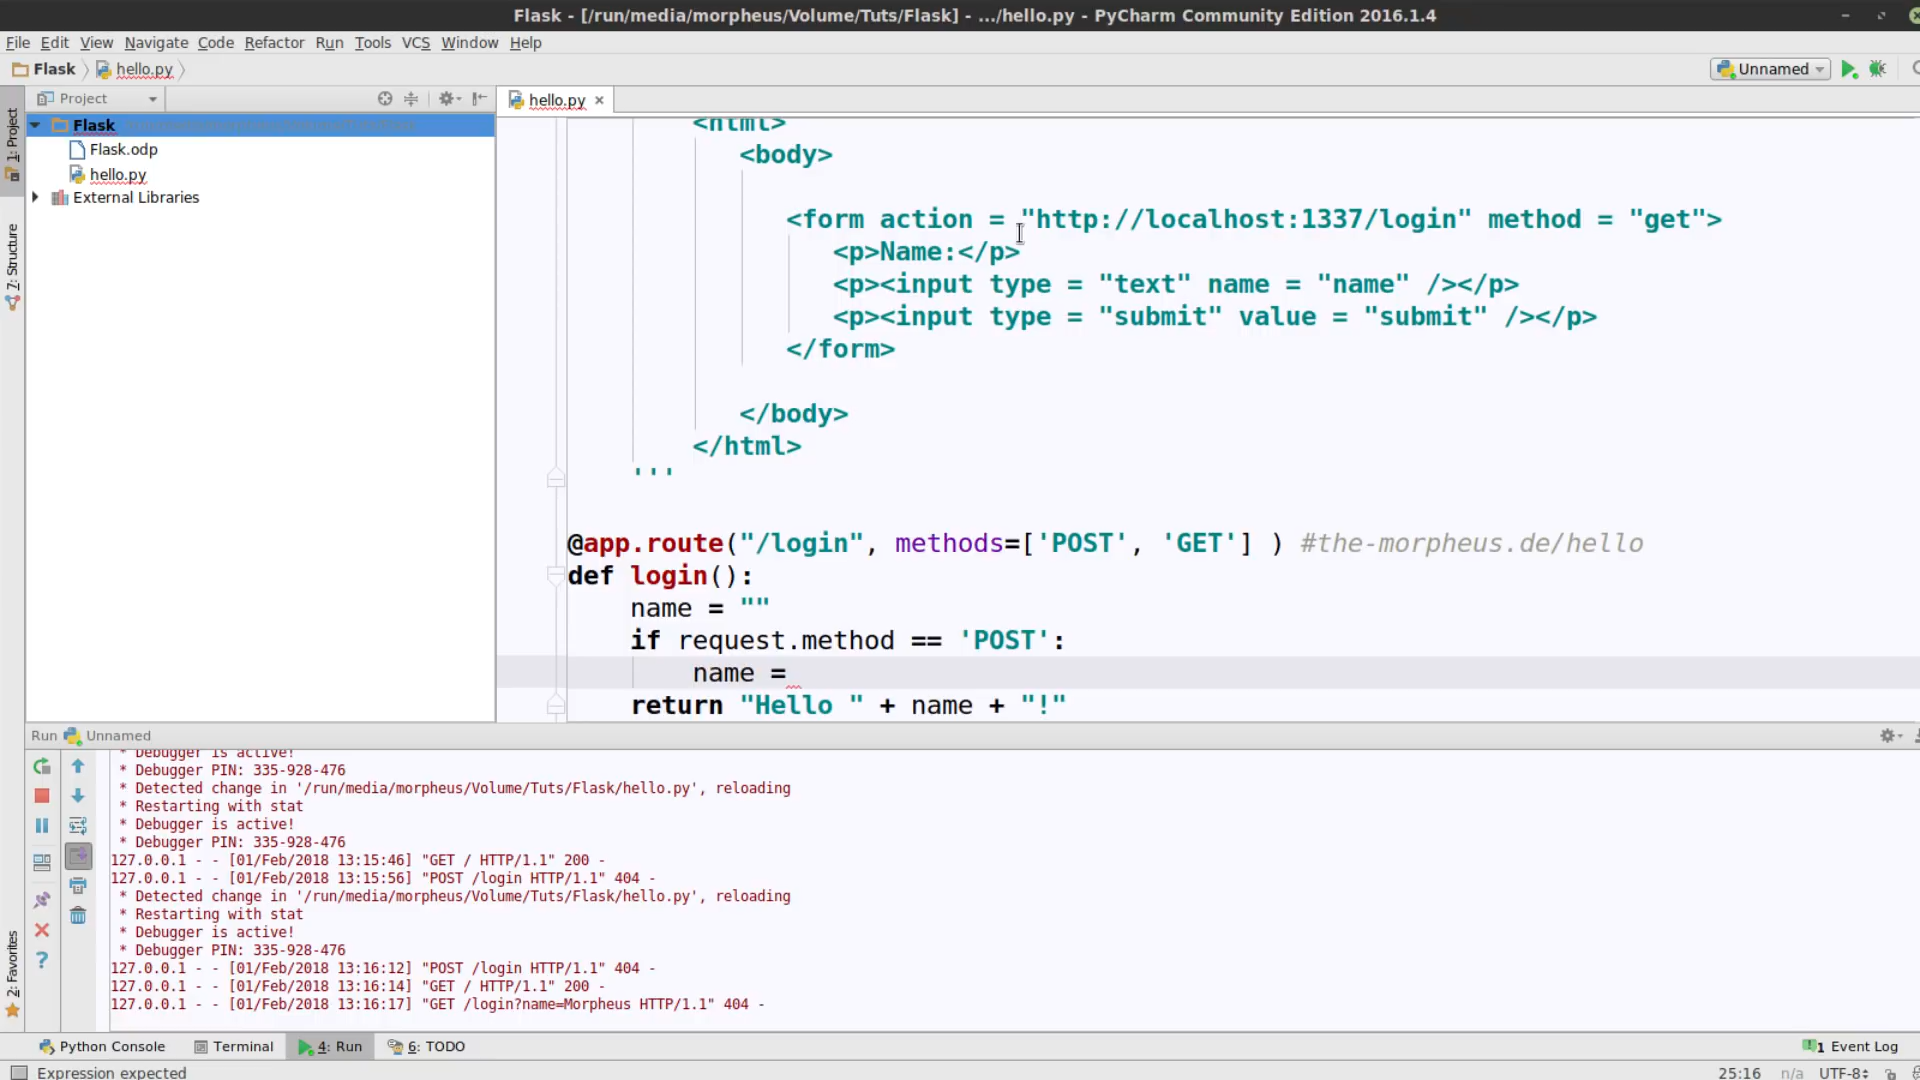 Flask - [/run/media/morpheus/Volume/Tuts/Flask] - .../hello.py - PyCharm Community Edition 2016.1.4
File Edit View Navigate Code Refactor Run Tools VCS Window Help
Flask hello.py
Unnamed
Project
hello.py
1: Project
7: Structure
2: Favorites
Flask
Flask.odp
hello.py
External Libraries
<html>
<body>
<form action = "http://localhost:1337/login" method = "get">
<p>Name:</p>
<p><input type = "text" name = "name" /></p>
<p><input type = "submit" value = "submit" /></p>
</form>
</body>
</html>
'''
@app.route("/login", methods=['POST', 'GET'] ) #the-morpheus.de/hello
def login():
name = ""
if request.method == 'POST':
name =
return "Hello " + name + "!"
Run Unnamed
* Debugger is active!
* Debugger PIN: 335-928-476
* Detected change in '/run/media/morpheus/Volume/Tuts/Flask/hello.py', reloading
* Restarting with stat
* Debugger is active!
* Debugger PIN: 335-928-476
127.0.0.1 - - [01/Feb/2018 13:15:46] "GET / HTTP/1.1" 200 -
127.0.0.1 - - [01/Feb/2018 13:15:56] "POST /login HTTP/1.1" 404 -
* Detected change in '/run/media/morpheus/Volume/Tuts/Flask/hello.py', reloading
* Restarting with stat
* Debugger is active!
* Debugger PIN: 335-928-476
127.0.0.1 - - [01/Feb/2018 13:16:12] "POST /login HTTP/1.1" 404 -
127.0.0.1 - - [01/Feb/2018 13:16:14] "GET / HTTP/1.1" 200 -
127.0.0.1 - - [01/Feb/2018 13:16:17] "GET /login?name=Morpheus HTTP/1.1" 404 -
Python Console Terminal 4: Run 6: TODO 1 Event Log
Expression expected 25:16 n/a UTF-8